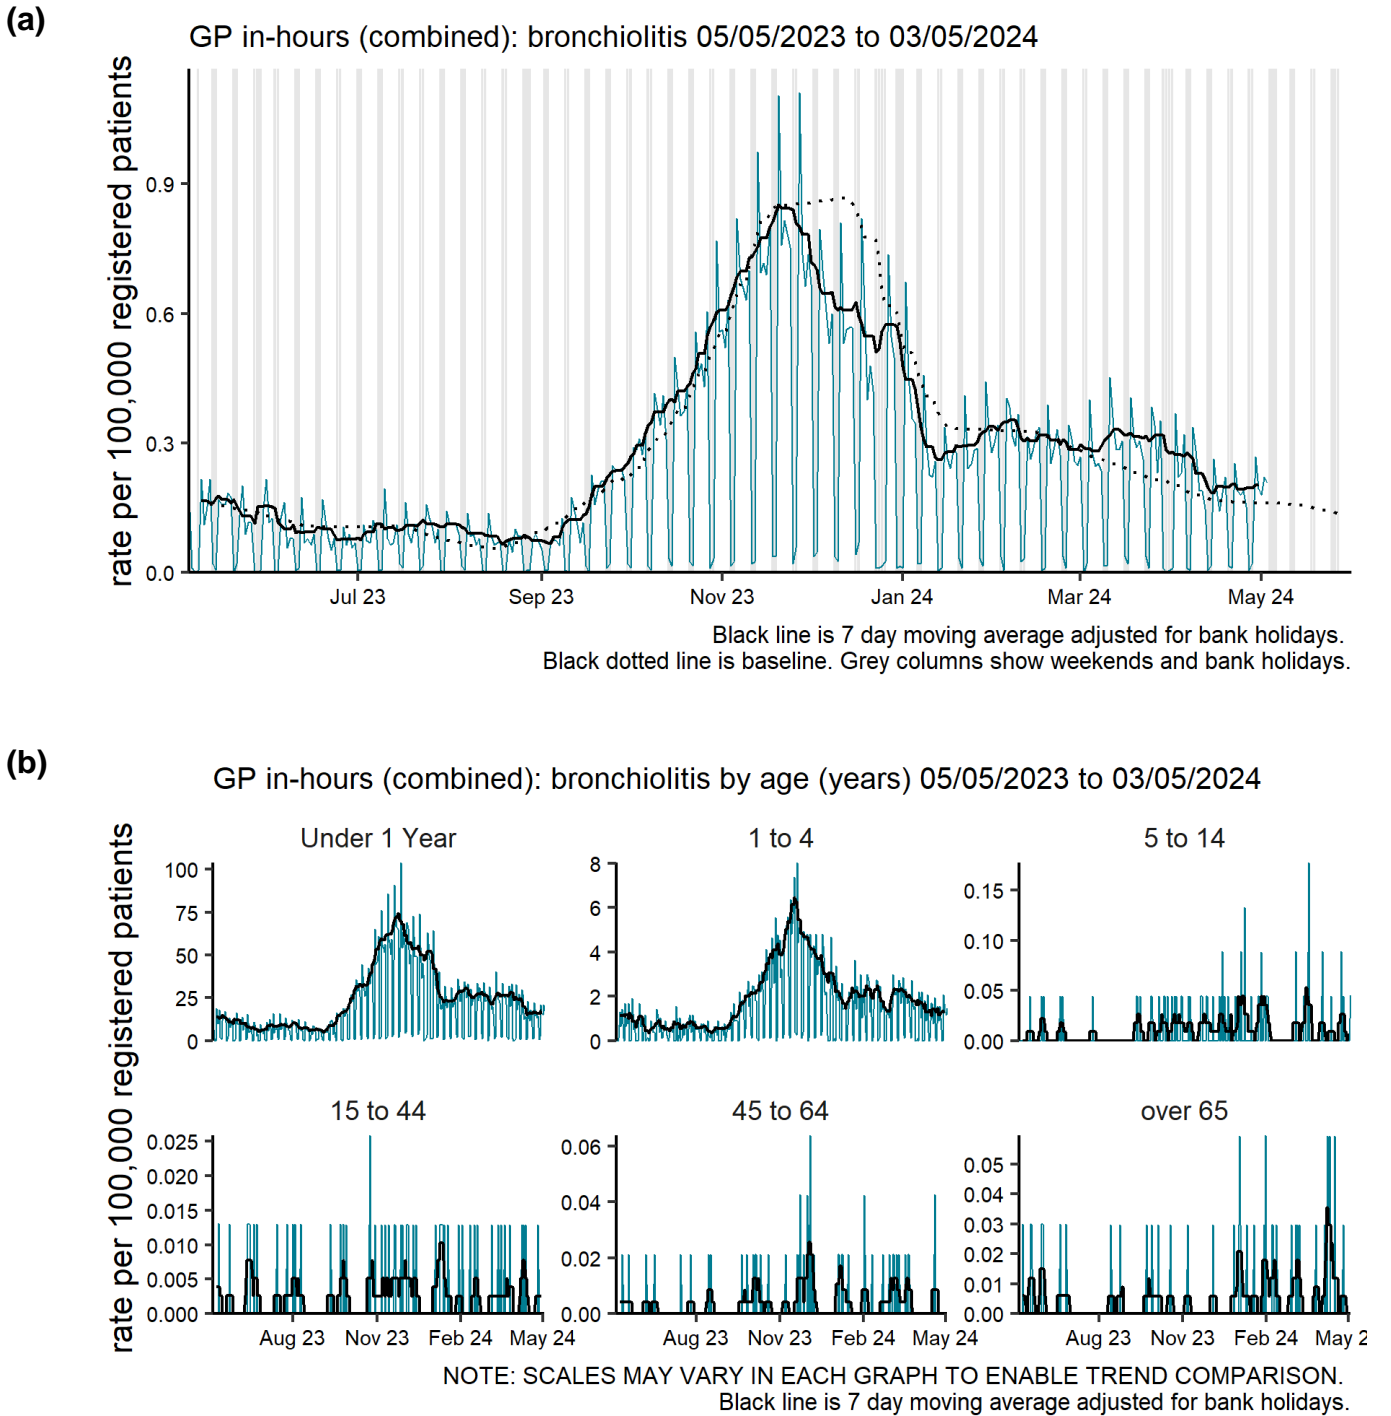 (a)
GP in-hours (combined): bronchiolitis 05/05/2023 to 03/05/2024
rate per 100,000 registered patients
0.9
0.6
0.3
0.0
Jul 23 Sep 23 Nov 23 Jan 24 Mar 24 May 24
Black line is 7 day moving average adjusted for bank holidays.
Black dotted line is baseline. Grey columns show weekends and bank holidays.
(b)
GP in-hours (combined): bronchiolitis by age (years) 05/05/2023 to 03/05/2024
rate per 100,000 registered patients
Under 1 Year
100
75
50
25
0
1 to 4
8
6
4
2
0
5 to 14
0.15
0.10
0.05
0.00
15 to 44
0.025
0.020
0.015
0.010
0.005
0.000
Aug 23 Nov 23 Feb 24 May 24
45 to 64
0.06
0.04
0.02
0.00
Aug 23 Nov 23 Feb 24 May 24
over 65
0.05
0.04
0.03
0.02
0.01
0.00
Aug 23 Nov 23 Feb 24 May 2
NOTE: SCALES MAY VARY IN EACH GRAPH TO ENABLE TREND COMPARISON.
Black line is 7 day moving average adjusted for bank holidays.